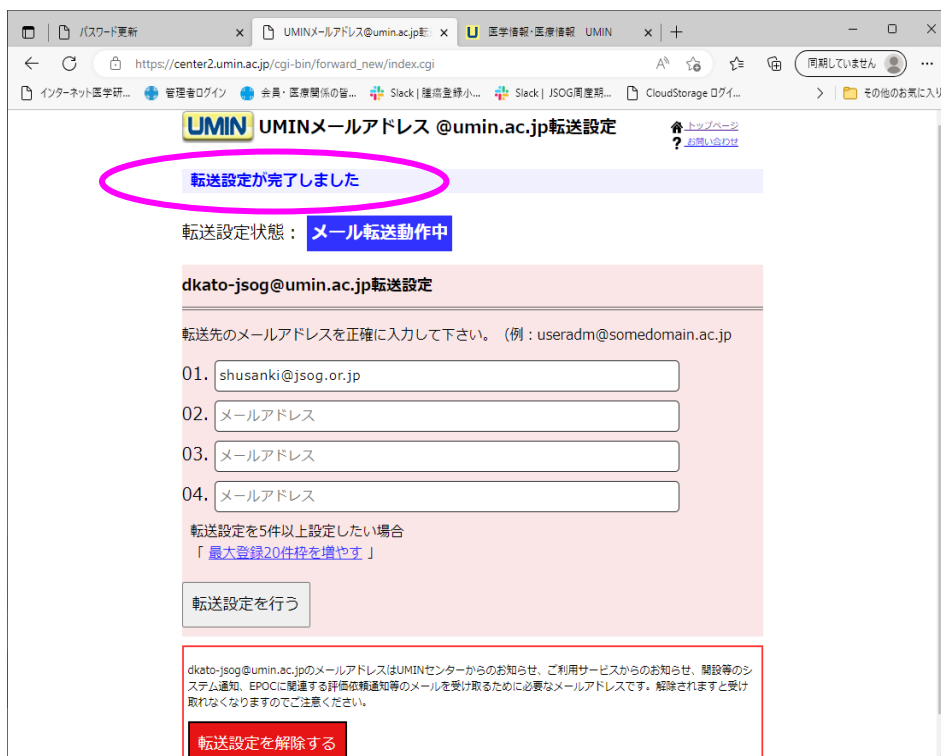 パスワード更新
UMINメールアドレス@umin.ac.jp転
医学情報・医療情報 UMIN
https://center2.umin.ac.jp/cgi-bin/forward_new/index.cgi
同期していません
インターネット医学研...
管理者ログイン
会員・医療関係の皆...
Slack | 腫瘍登録小...
Slack | JSOG周産期...
CloudStorage ログイ...
その他のお気に入り
UMIN UMINメールアドレス @umin.ac.jp転送設定
トップページ
? お問い合わせ
転送設定が完了しました
転送設定状態： メール転送動作中
dkato-jsog@umin.ac.jp転送設定
転送先のメールアドレスを正確に入力して下さい。（例：useradm@somedomain.ac.jp
01. shusanki@jsog.or.jp
02. メールアドレス
03. メールアドレス
04. メールアドレス
転送設定を5件以上設定したい場合
「 最大登録20件枠を増やす 」
転送設定を行う
dkato-jsog@umin.ac.jpのメールアドレスはUMINセンターからのお知らせ、ご利用サービスからのお知らせ、開設等のシ
ステム通知、EPOCに関連する評価依頼通知等のメールを受け取るために必要なメールアドレスです。解除されますと受け
取れなくなりますのでご注意ください。
転送設定を解除する